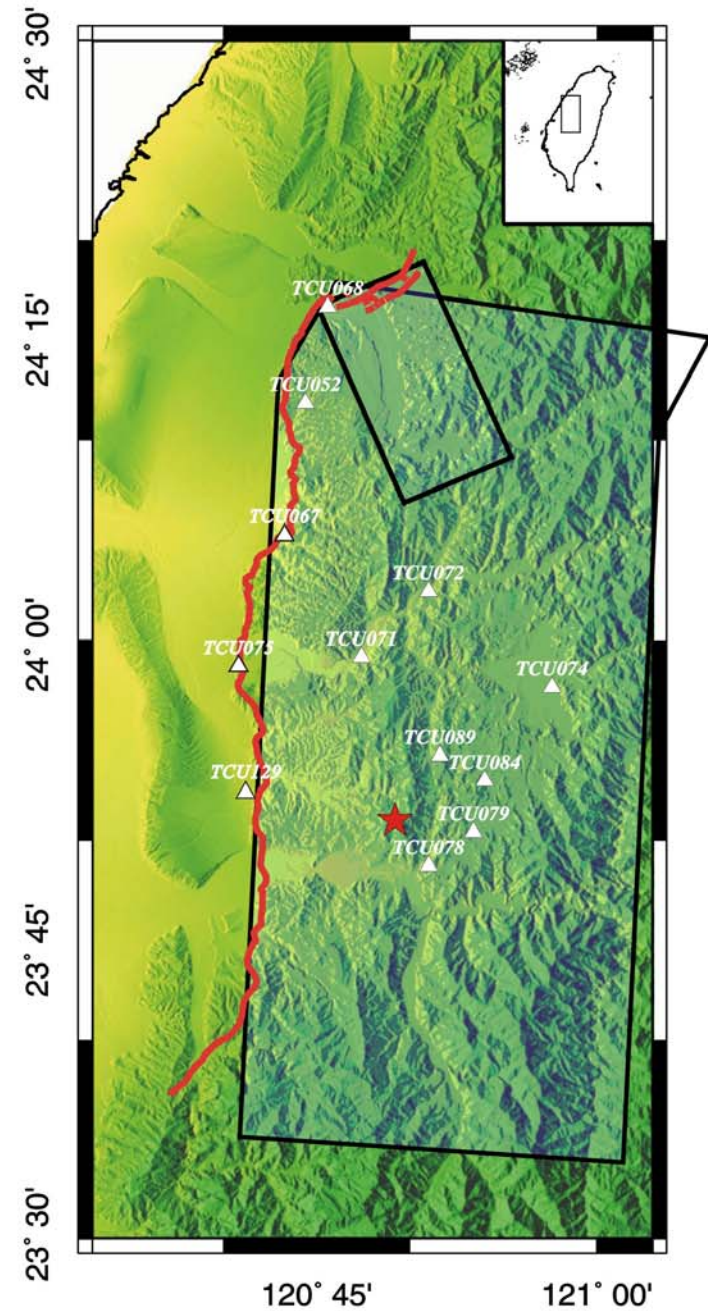 24° 30'
TCU068
24° 15'
TCU052
TCU067
TCU072
24° 00'
TCU071
TCU075
TCU074
TCU089
TCU084
TCU129
TCU079
TCU078
23° 45'
23° 30'
120° 45'
121° 00'